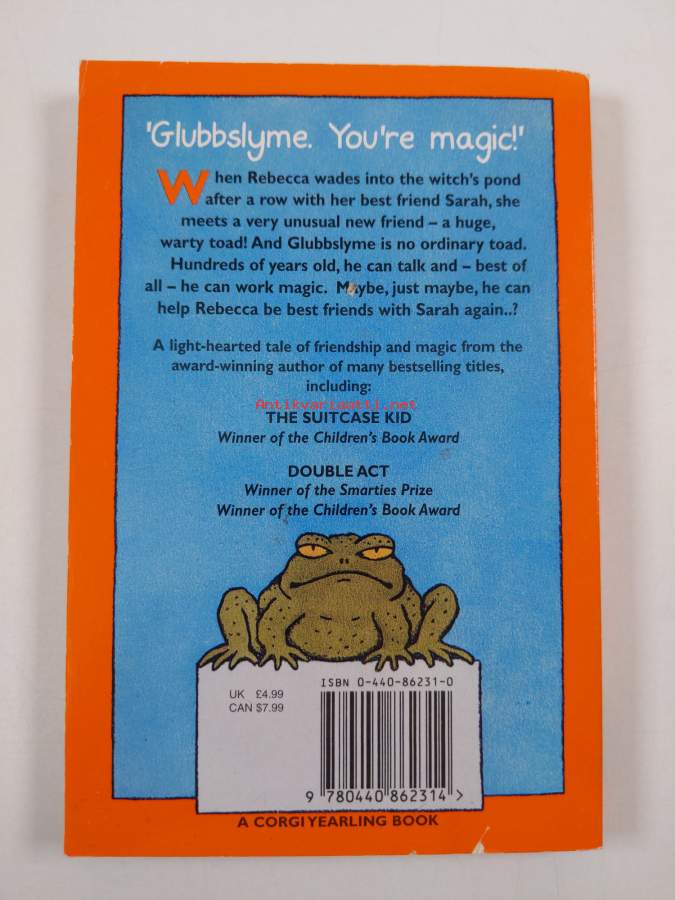 'Glubbslyme. You're magic!'
When Rebecca wades into the witch's pond
after a row with her best friend Sarah, she
meets a very unusual new friend – a huge,
warty toad! And Glubbslyme is no ordinary toad.
Hundreds of years old, he can talk and – best of
all – he can work magic. Maybe, just maybe, he can
help Rebecca be best friends with Sarah again..?
A light-hearted tale of friendship and magic from the
award-winning author of many bestselling titles,
including:
Antikvariaatti.net
THE SUITCASE KID
Winner of the Children's Book Award
DOUBLE ACT
Winner of the Smarties Prize
Winner of the Children's Book Award
UK £4.99
CAN $7.99
ISBN 0-440-86231-0
9 780440 862314 >
A CORGI YEARLING BOOK